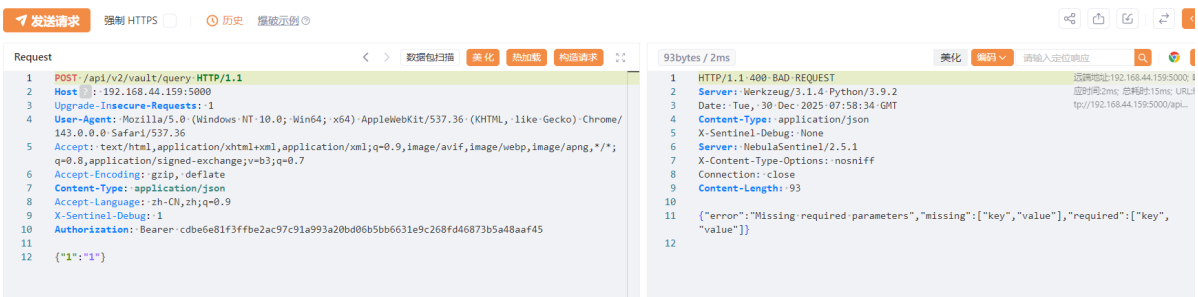 发送请求 强制 HTTPS 历史 爆破示例
Request 数据包扫描 美化 热加载 构造请求
1 POST /api/v2/vault/query HTTP/1.1
2 Host : 192.168.44.159:5000
3 Upgrade-Insecure-Requests: 1
4 User-Agent: Mozilla/5.0 (Windows NT 10.0; Win64; x64) AppleWebKit/537.36 (KHTML, like Gecko) Chrome/
143.0.0.0 Safari/537.36
5 Accept: text/html,application/xhtml+xml,application/xml;q=0.9,image/avif,image/webp,image/apng,*/*;
q=0.8,application/signed-exchange;v=b3;q=0.7
6 Accept-Encoding: gzip, deflate
7 Content-Type: application/json
8 Accept-Language: zh-CN,zh;q=0.9
9 X-Sentinel-Debug: 1
10 Authorization: Bearer cdbe6e81f3ffbe2ac97c91a993a20bd06b5bb6631e9c268fd46873b5a48aaf45
11
12 {"1":"1"}
93bytes / 2ms 美化 编码 请输入定位响应
1 HTTP/1.1 400 BAD REQUEST
2 Server: Werkzeug/3.1.4 Python/3.9.2
3 Date: Tue, 30 Dec 2025 07:58:34 GMT
4 Content-Type: application/json
5 X-Sentinel-Debug: None
6 Server: NebulaSentinel/2.5.1
7 X-Content-Type-Options: nosniff
8 Connection: close
9 Content-Length: 93
10
11 {"error":"Missing required parameters","missing":["key","value"],"required":["key",
"value"]}
12
远端地址:192.168.44.159:5000; 
应时间:2ms; 总耗时:15ms; URL:
tp://192.168.44.159:5000/api...